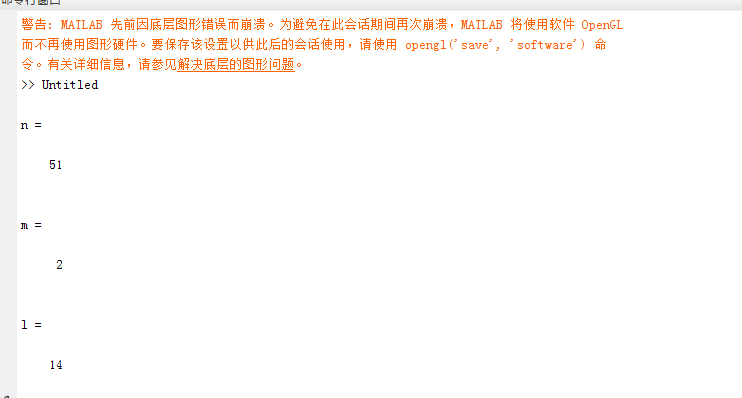 命令行窗口
警告: MATLAB 先前因底层图形错误而崩溃。为避免在此会话期间再次崩溃，MATLAB 将使用软件 OpenGL
而不再使用图形硬件。要保存该设置以供此后的会话使用，请使用 opengl('save', 'software') 命
令。有关详细信息，请参见解决底层的图形问题。
>> Untitled
n =
51
m =
2
l =
14